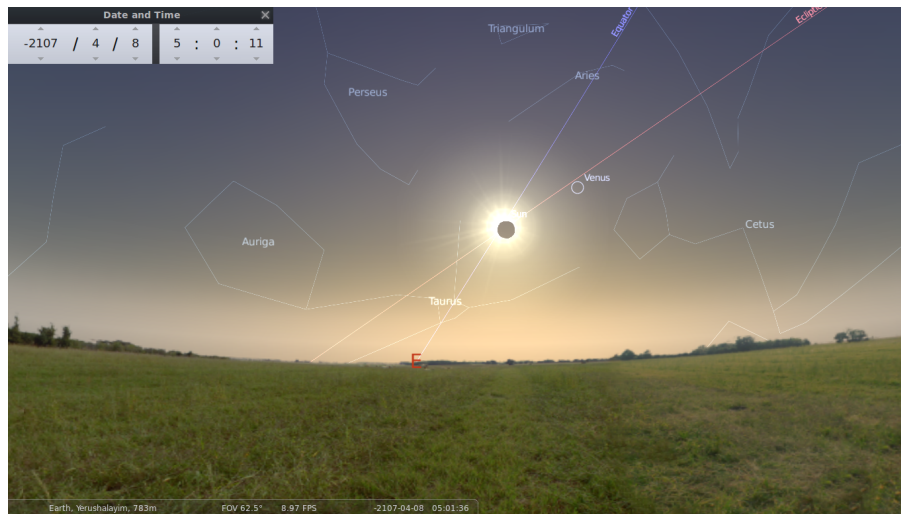 Date and Time
-2107 / 4 / 8 5 : 0 : 11
Equator
Ecliptic
Triangulum
Aries
Perseus
Venus
Cetus
Auriga
Taurus
E
Earth, Yerushalayim, 783m FOV 62.5° 8.97 FPS -2107-04-08 05:01:36